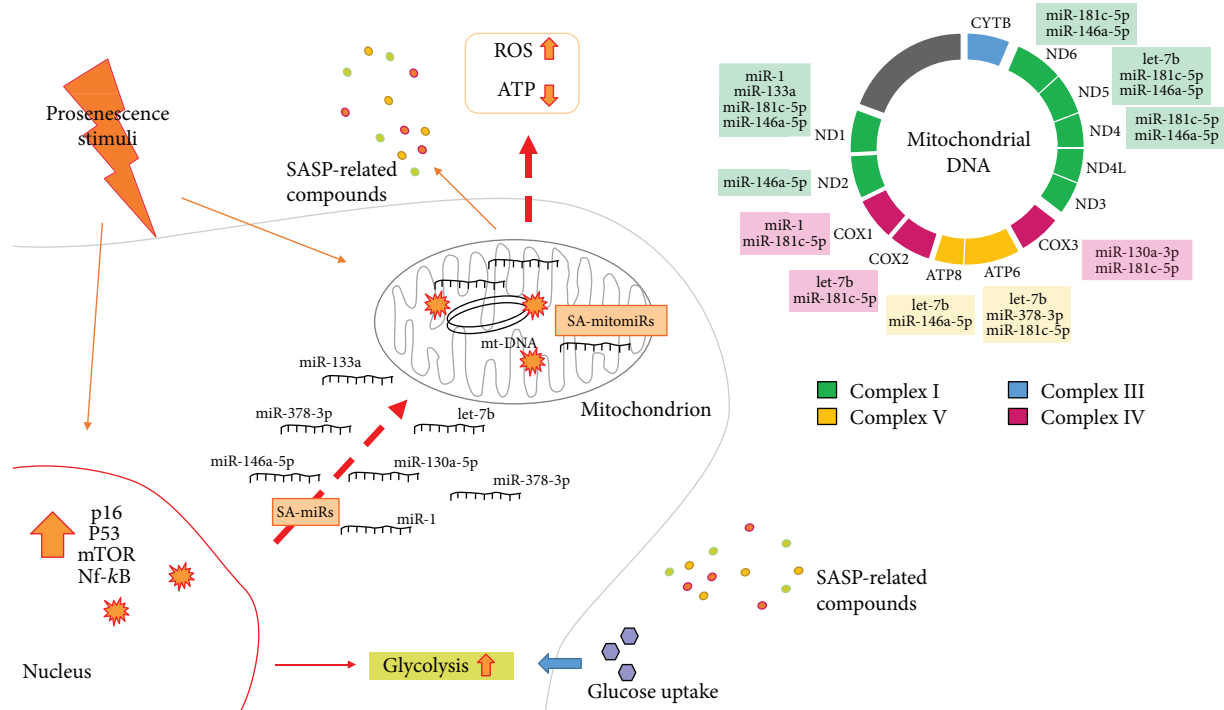 Prosenescence
stimuli
ROS
ATP
SASP-related
compounds
SA-mitomiRs
mt-DNA
Mitochondrion
miR-133a
miR-378-3p
let-7b
miR-146a-5p
miR-130a-5p
miR-378-3p
SA-miRs
miR-1
p16
P53
mTOR
Nf-kB
Nucleus
Glycolysis
Glucose uptake
SASP-related
compounds
Mitochondrial
DNA
CYTB
miR-181c-5p
miR-146a-5p
ND6
let-7b
miR-181c-5p
miR-146a-5p
ND5
miR-181c-5p
miR-146a-5p
ND4
ND4L
ND3
COX3
miR-130a-3p
miR-181c-5p
ATP6
let-7b
miR-378-3p
miR-181c-5p
ATP8
let-7b
miR-146a-5p
COX2
let-7b
miR-181c-5p
COX1
miR-1
miR-181c-5p
ND2
miR-146a-5p
ND1
miR-1
miR-133a
miR-181c-5p
miR-146a-5p
Complex I
Complex III
Complex V
Complex IV